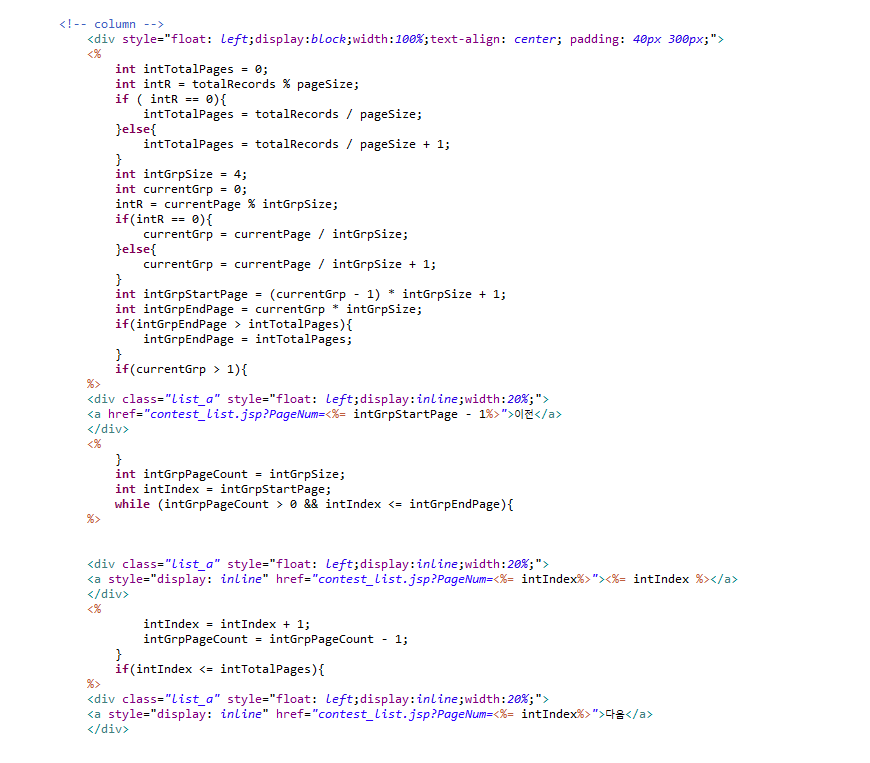 <!-- column -->
<div style="float: left;display:block;width:100%;text-align: center; padding: 40px 300px;">
<%
int intTotalPages = 0;
int intR = totalRecords % pageSize;
if ( intR == 0){
intTotalPages = totalRecords / pageSize;
}else{
intTotalPages = totalRecords / pageSize + 1;
}
int intGrpSize = 4;
int currentGrp = 0;
intR = currentPage % intGrpSize;
if(intR == 0){
currentGrp = currentPage / intGrpSize;
}else{
currentGrp = currentPage / intGrpSize + 1;
}
int intGrpStartPage = (currentGrp - 1) * intGrpSize + 1;
int intGrpEndPage = currentGrp * intGrpSize;
if(intGrpEndPage > intTotalPages){
intGrpEndPage = intTotalPages;
}
if(currentGrp > 1){
%>
<div class="list_a" style="float: left;display:inline;width:20%;">
<a href="contest_list.jsp?PageNum=<%= intGrpStartPage - 1%>">이전</a>
</div>
<%
}
int intGrpPageCount = intGrpSize;
int intIndex = intGrpStartPage;
while (intGrpPageCount > 0 && intIndex <= intGrpEndPage){
%>
<div class="list_a" style="float: left;display:inline;width:20%;">
<a style="display: inline" href="contest_list.jsp?PageNum=<%= intIndex%>"><%= intIndex %></a>
</div>
<%
intIndex = intIndex + 1;
intGrpPageCount = intGrpPageCount - 1;
}
if(intIndex <= intTotalPages){
%>
<div class="list_a" style="float: left;display:inline;width:20%;">
<a style="display: inline" href="contest_list.jsp?PageNum=<%= intIndex%>">다음</a>
</div>